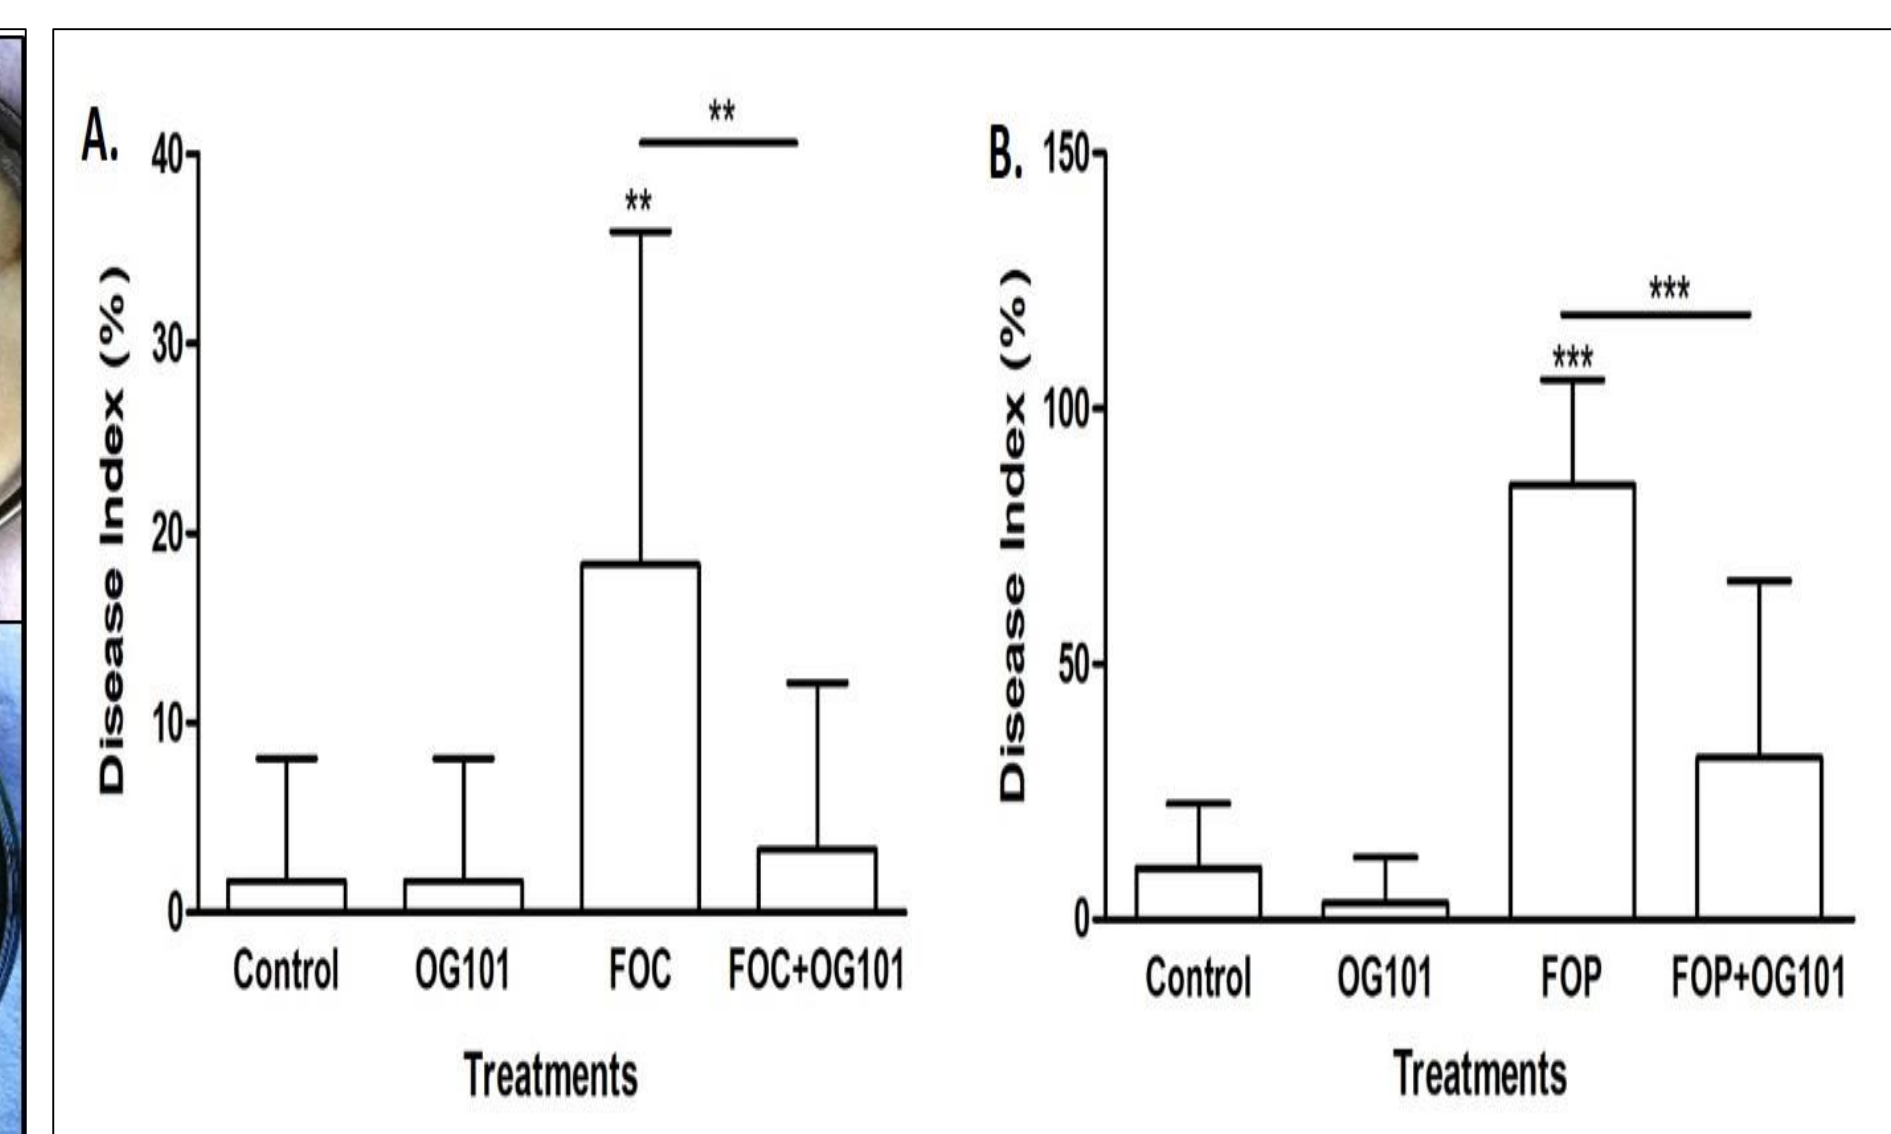 A.
**
**
40
30
20
10
0
Disease Index (%)
Control OG101 FOC FOC+OG101
Treatments
B.
***
***
150
100
50
0
Disease Index (%)
Control OG101 FOP FOP+OG101
Treatments